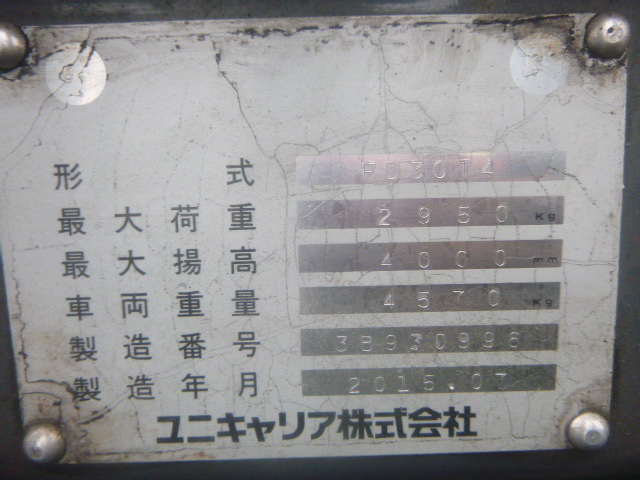 形式 FD30T4
最大荷重 2950 Kg
最大揚高 4000 mm
車両重量 4570 Kg
製造番号 3B930996
製造年月 2015.07
ユニキャリア株式会社